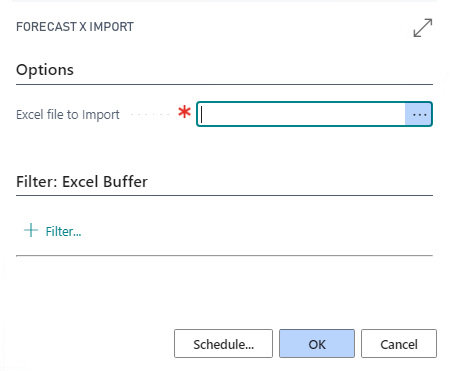 FORECAST X IMPORT
Options
Excel file to Import
Filter: Excel Buffer
Filter...
Schedule... OK Cancel